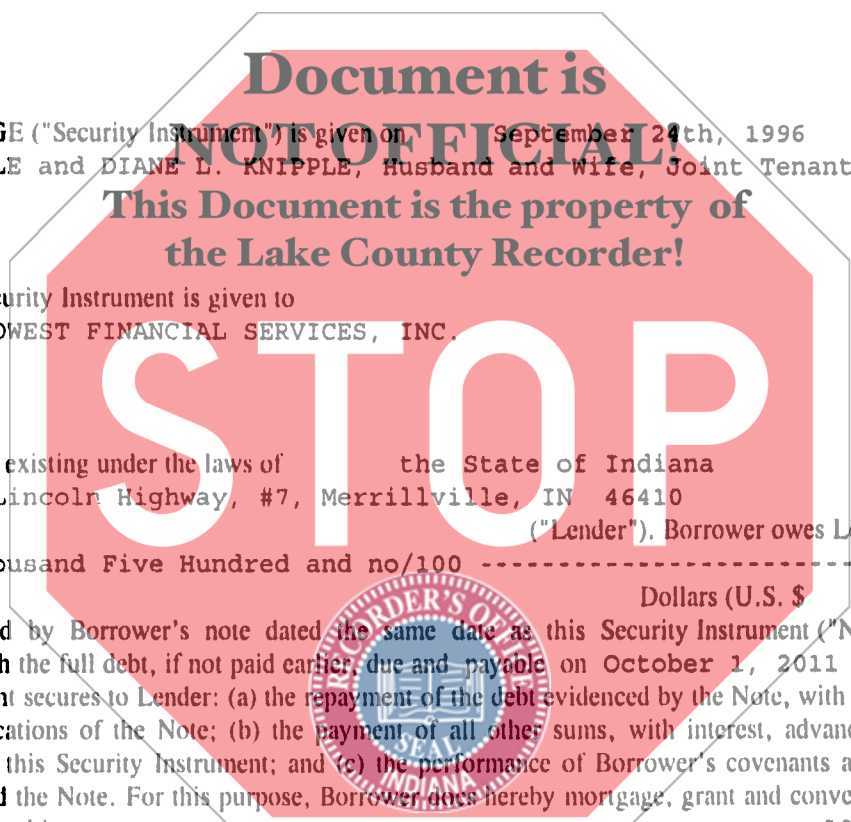 Document is
GE ("Security Instrument") is given on September 24th, 1996
NOT OFFICIAL!
LE and DIANE L. KNIPPLE, Husband and Wife, Joint Tenant
This Document is the property of
the Lake County Recorder!
curity Instrument is given to
OWEST FINANCIAL SERVICES, INC.
STOP
existing under the laws of the State of Indiana
Lincoln Highway, #7, Merrillville, IN 46410
("Lender"). Borrower owes L
ousand Five Hundred and no/100 --------------------------
Dollars (U.S. $
d by Borrower's note dated the same date as this Security Instrument ("N
h the full debt, if not paid earlier, due and payable on October 1, 2011
nt secures to Lender: (a) the repayment of the debt evidenced by the Note, with
cations of the Note; (b) the payment of all other sums, with interest, advanc
this Security Instrument; and (c) the performance of Borrower's covenants a
d the Note. For this purpose, Borrower does hereby mortgage, grant and conve
RECORDER'S OFFICE
SEAL
INDIANA